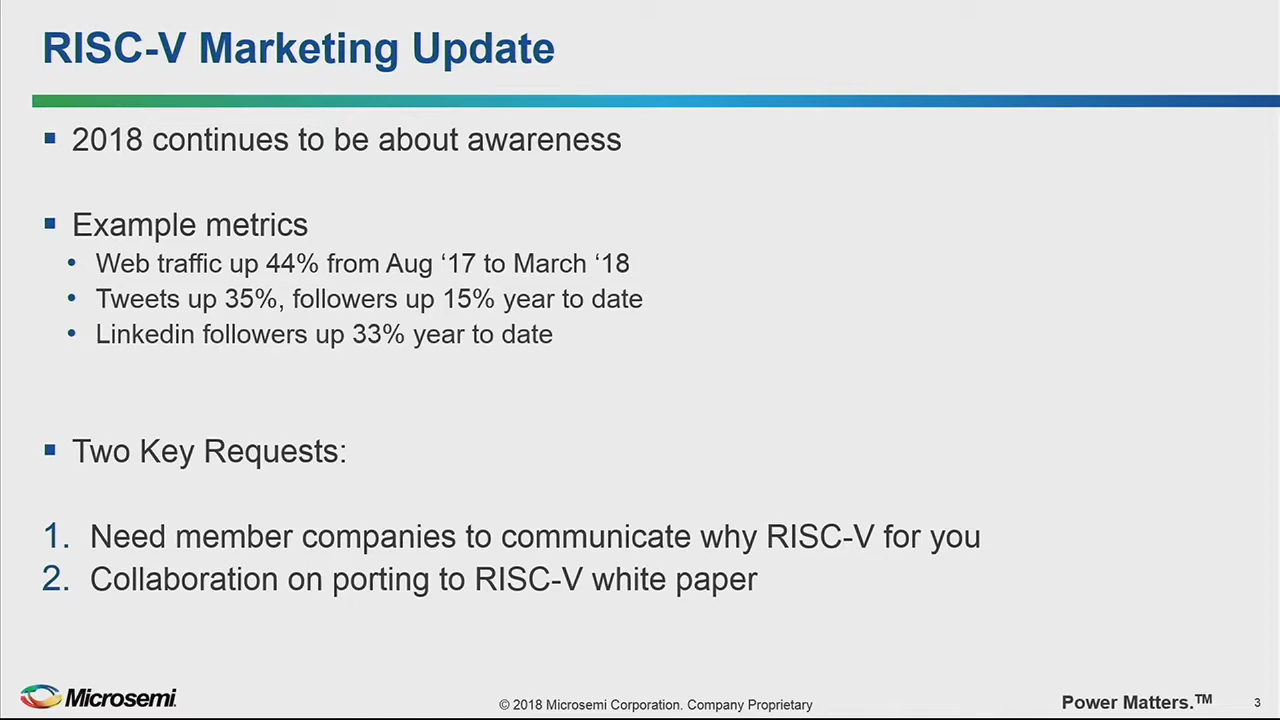 RISC-V Marketing Update
▪ 2018 continues to be about awareness
▪ Example metrics
• Web traffic up 44% from Aug ‘17 to March ‘18
• Tweets up 35%, followers up 15% year to date
• Linkedin followers up 33% year to date
▪ Two Key Requests:
1. Need member companies to communicate why RISC-V for you
2. Collaboration on porting to RISC-V white paper
Microsemi.
© 2018 Microsemi Corporation. Company Proprietary
Power Matters.™
3